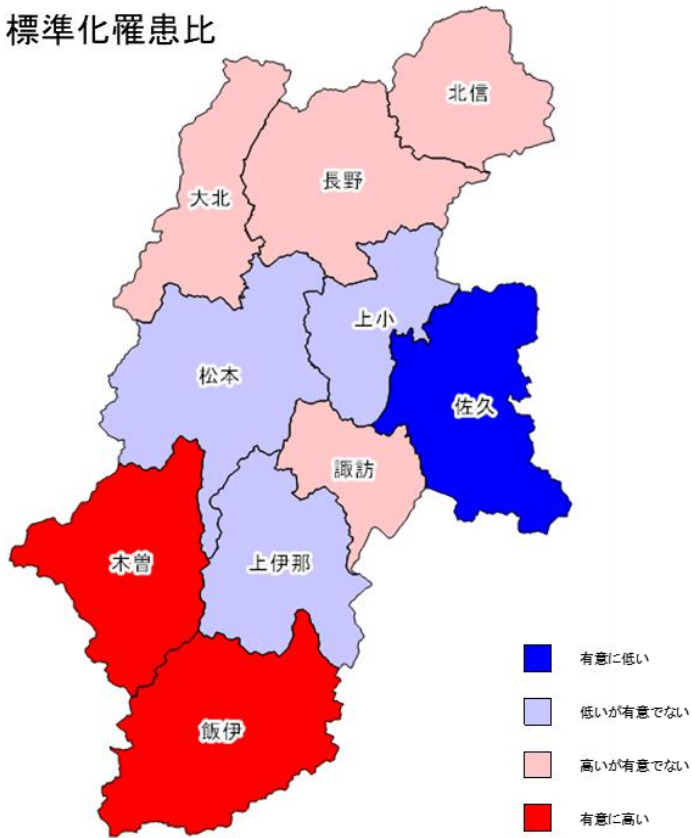 標準化罹患比
北信
長野
大北
上小
松本
佐久
諏訪
木曽
上伊那
飯伊
有意に低い
低いが有意でない
高いが有意でない
有意に高い